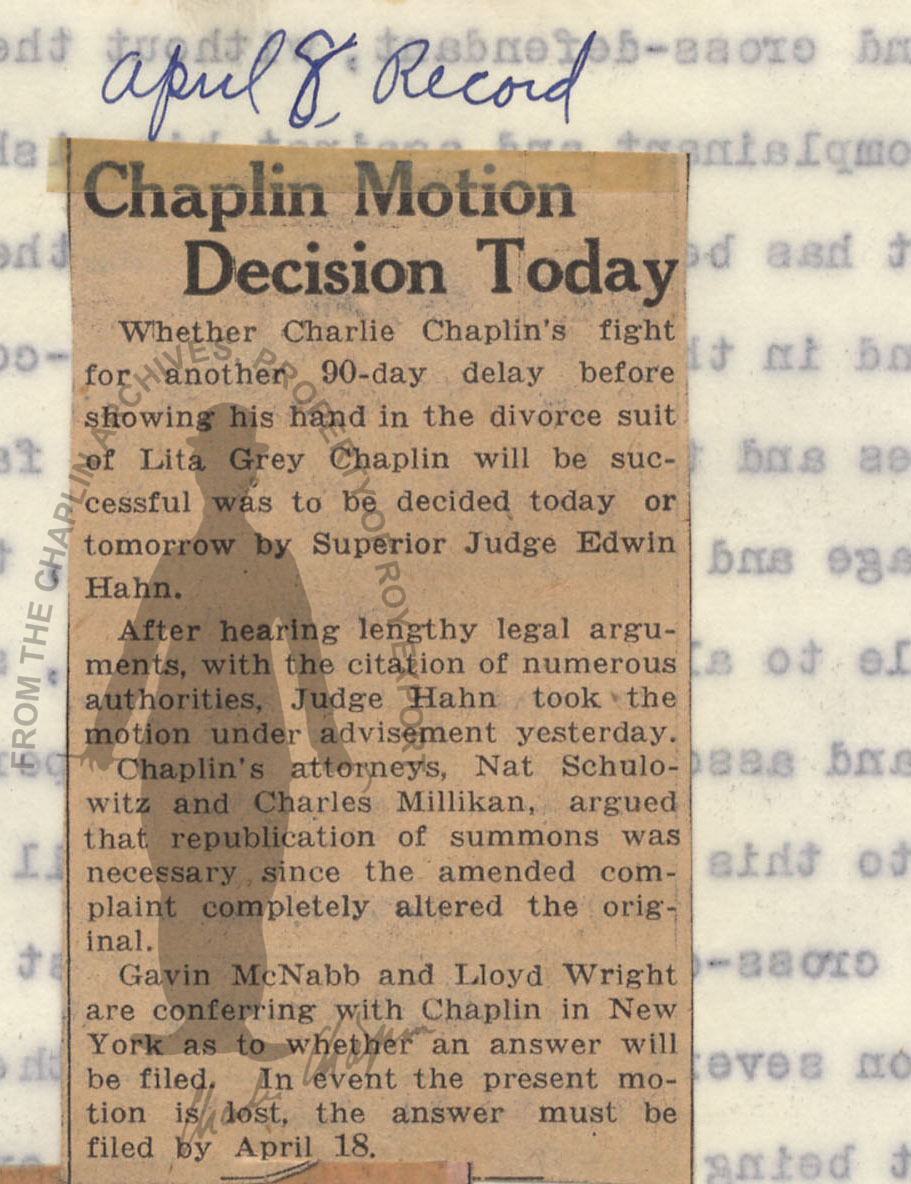 April 8, Record
Chaplin Motion
Decision Today
Whether Charlie Chaplin's fight
for another 90-day delay before
showing his hand in the divorce suit
of Lita Grey Chaplin will be suc-
cessful was to be decided today or
tomorrow by Superior Judge Edwin
Hahn.
After hearing lengthy legal argu-
ments, with the citation of numerous
authorities, Judge Hahn took the
motion under advisement yesterday.
Chaplin's attorneys, Nat Schulo-
witz and Charles Millikan, argued
that republication of summons was
necessary since the amended com-
plaint completely altered the orig-
inal.
Gavin McNabb and Lloyd Wright
are conferring with Chaplin in New
York as to whether an answer will
be filed. In event the present mo-
tion is lost, the answer must be
filed by April 18.
FROM THE CHAPLIN ARCHIVES. PROPERTY OF ROY EXPORT